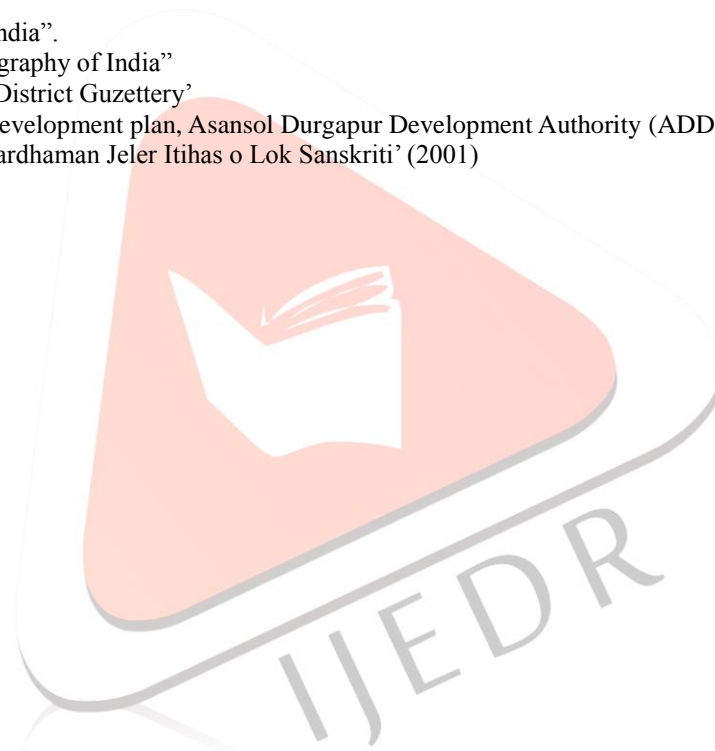 ndia”.
graphy of India”
District Guzettery’
evelopment plan, Asansol Durgapur Development Authority (ADD
ardhaman Jeler Itihas o Lok Sanskriti’ (2001)
IJEDR